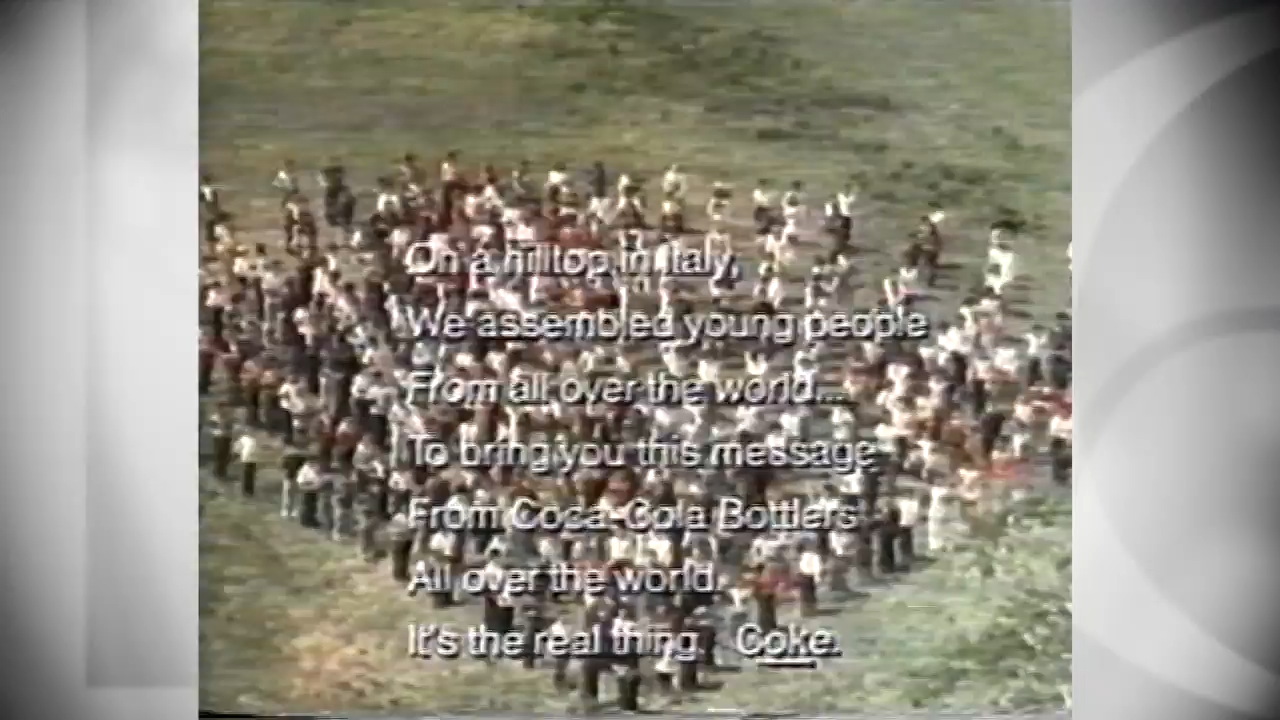 On a hilltop in Italy,
We assembled young people
From all over the world...
To bring you this message
From Coca-Cola Bottlers
All over the world.
It's the real thing. Coke.